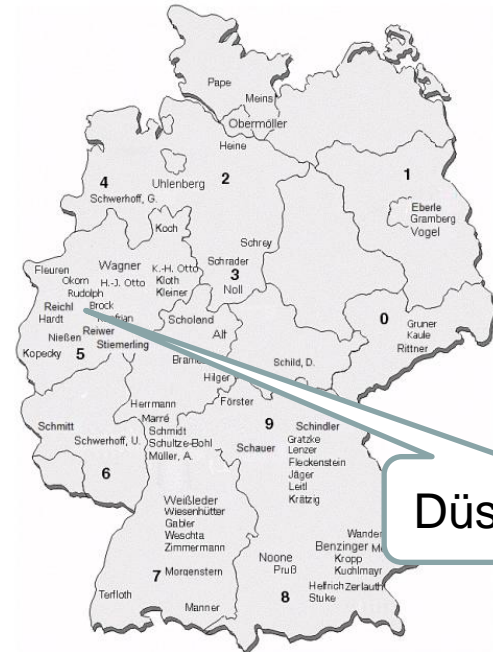 Pape
Meins
Obermöller
Heine
4
2
1
Uhlenberg
Schwerhoff, G.
Eberle
Gramberg
Vogel
Koch
Schrey
Fleuren
Wagner
K.-H. Otto
Schrader
Okorn
H.-J. Otto
Kloth
3
Rudolph
Kleiner
Noll
Reichl
Brock
Hardt
Scholand
0
Gruner
Kaule
Rittner
Nießen
Reiwer
Alt
Kopecky
5
Stiemerling
Schild, D.
Hilger
Herrmann
Förster
Marré
9
Schindler
Schmitt
Schmidt
Gratzke
Schwerhoff, U.
Schultze-Bohl
Schauer
Lenzer
Müller, A.
Fleckenstein
Jäger
6
Leitl
Krätzig
Weißleder
Wiesenhütter
Gabler
Weschta
Zimmermann
Benzinger
Noone
Kropp
Pruß
Kuchlmayr
7
Morgenstern
Helfrich
Zerlauth
Terfloth
8
Stuke
Manner